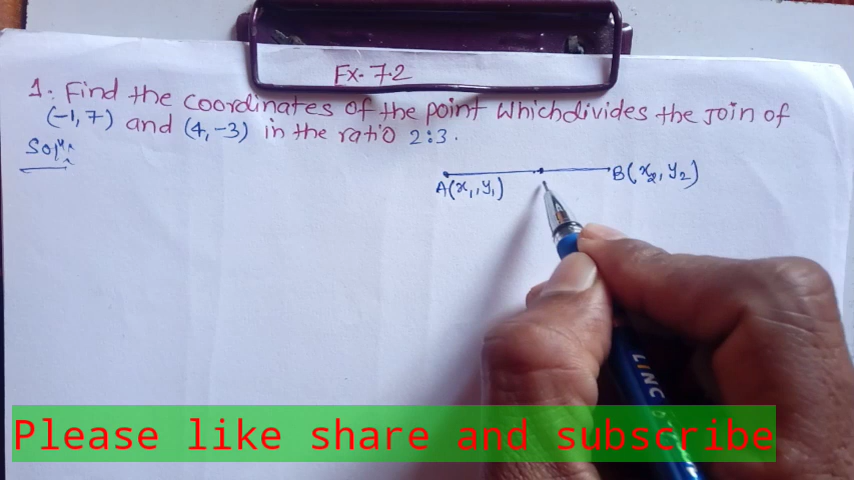 Ex-7.2
1. Find the coordinates of the point which divides the join of
(-1,7) and (4,-3) in the ratio 2:3.
Solⁿ:
A(x₁,y₁) B(x₂,y₂)
LINC
Please like share and subscribe